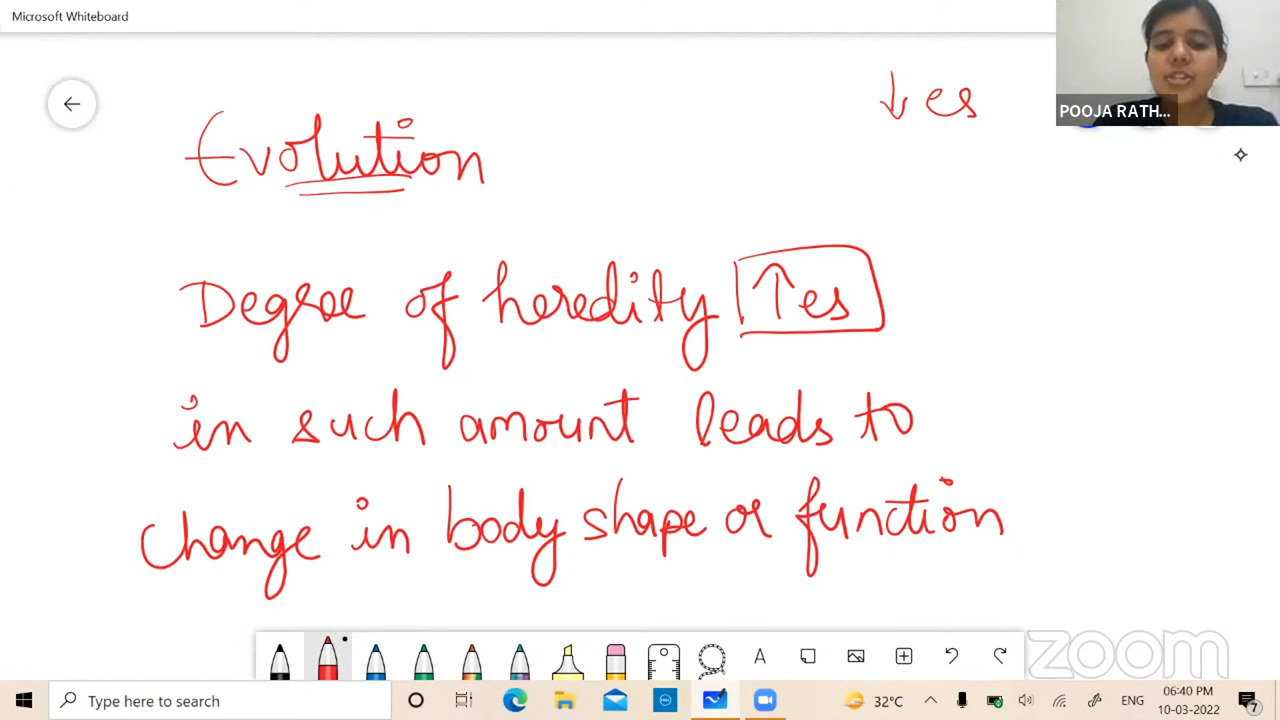 Microsoft Whiteboard
POOJA RATH...
↓es
Evolution
Degree of heredity ↑es
in such amount leads to
change in body shape or function
zoom
Type here to search
32°C
ENG
06:40 PM
10-03-2022
7